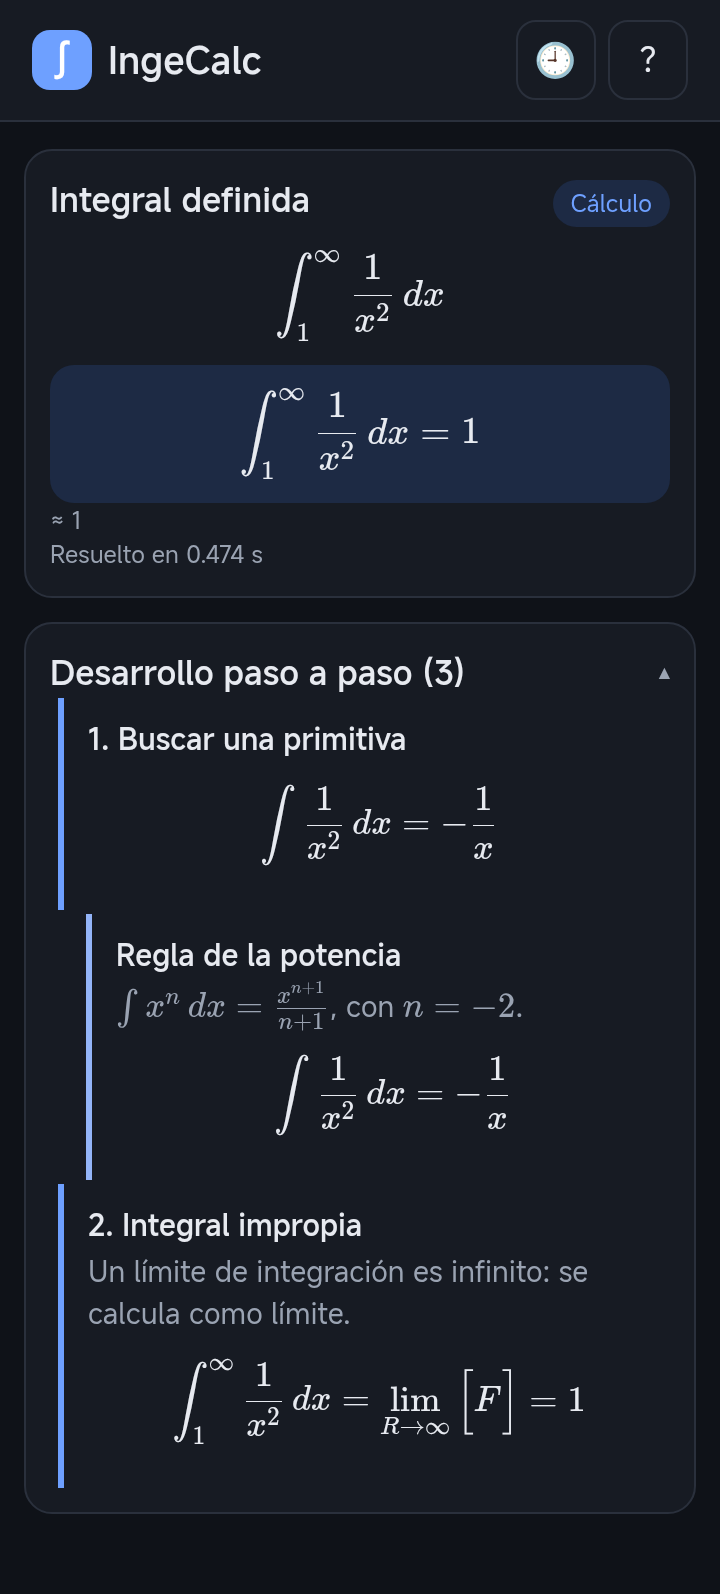 ∫ IngeCalc ?
Integral definida Cálculo
∫_1^∞ 1/x² dx
∫_1^∞ 1/x² dx = 1
≈ 1
Resuelto en 0.474 s
Desarrollo paso a paso (3) ▲
1. Buscar una primitiva
∫ 1/x² dx = −1/x
Regla de la potencia
∫ xⁿ dx = xⁿ⁺¹/n+1, con n = −2.
∫ 1/x² dx = −1/x
2. Integral impropia
Un límite de integración es infinito: se
calcula como límite.
∫_1^∞ 1/x² dx = lim_{R→∞} [F] = 1